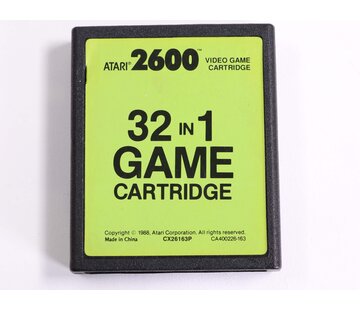 ATARI 2600™ VIDEO GAME CARTRIDGE
32 IN 1
GAME
CARTRIDGE
Copyright © 1988, Atari Corporation. All rights reserved.
Made in China CX26163P CA400226-163